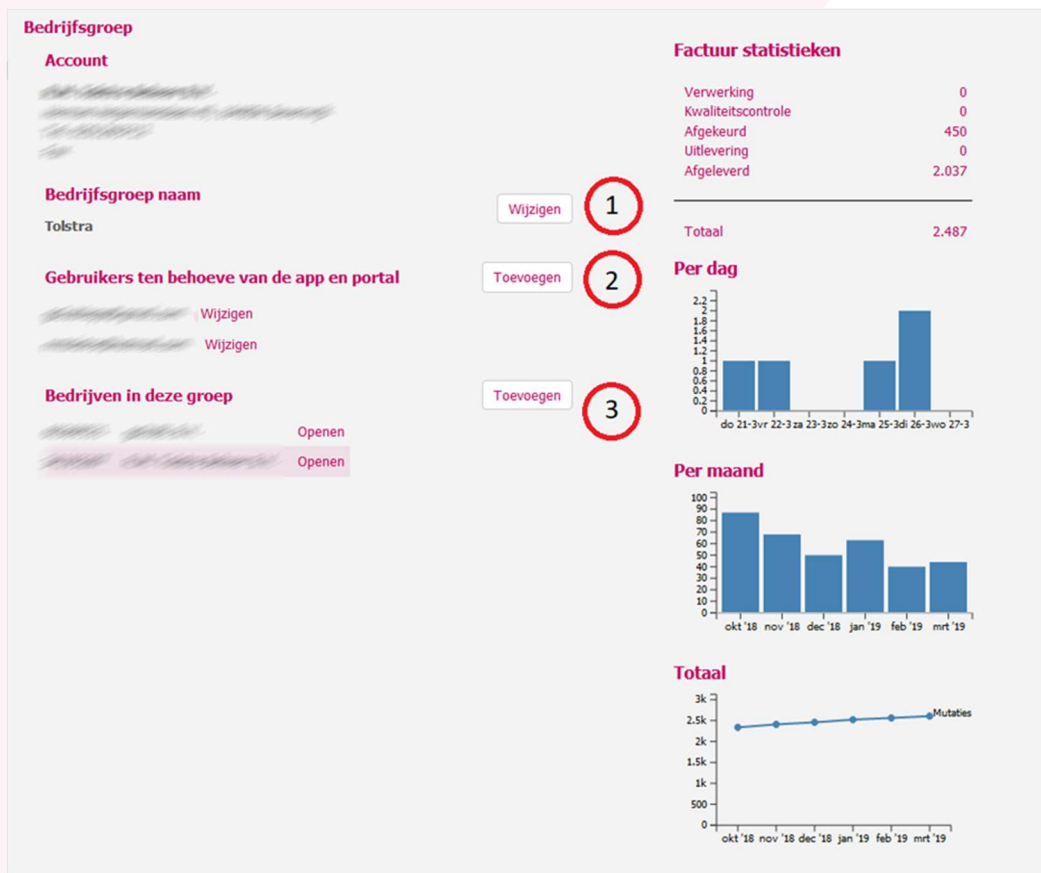 Bedrijfsgroep
Account
Bedrijfsgroep naam
Wijzigen
1
Tolstra
Gebruikers ten behoeve van de app en portal
Toevoegen
2
Wijzigen
Wijzigen
Bedrijven in deze groep
Toevoegen
3
Openen
Openen
Factuur statistieken
Verwerking 0
Kwaliteitscontrole 0
Afgekeurd 450
Uitlevering 0
Afgeleverd 2.037
Totaal 2.487
Per dag
2.2
2
1.8
1.6
1.4
1.2
1
0.8
0.6
0.4
0.2
0
do 21-3 vr 22-3 za 23-3 zo 24-3 ma 25-3 di 26-3 wo 27-3
Per maand
100
90
80
70
60
50
40
30
20
10
0
okt '18 nov '18 dec '18 jan '19 feb '19 mrt '19
Totaal
3k
2.5k
2k
1.5k
1k
500
0
Mutaties
okt '18 nov '18 dec '18 jan '19 feb '19 mrt '19